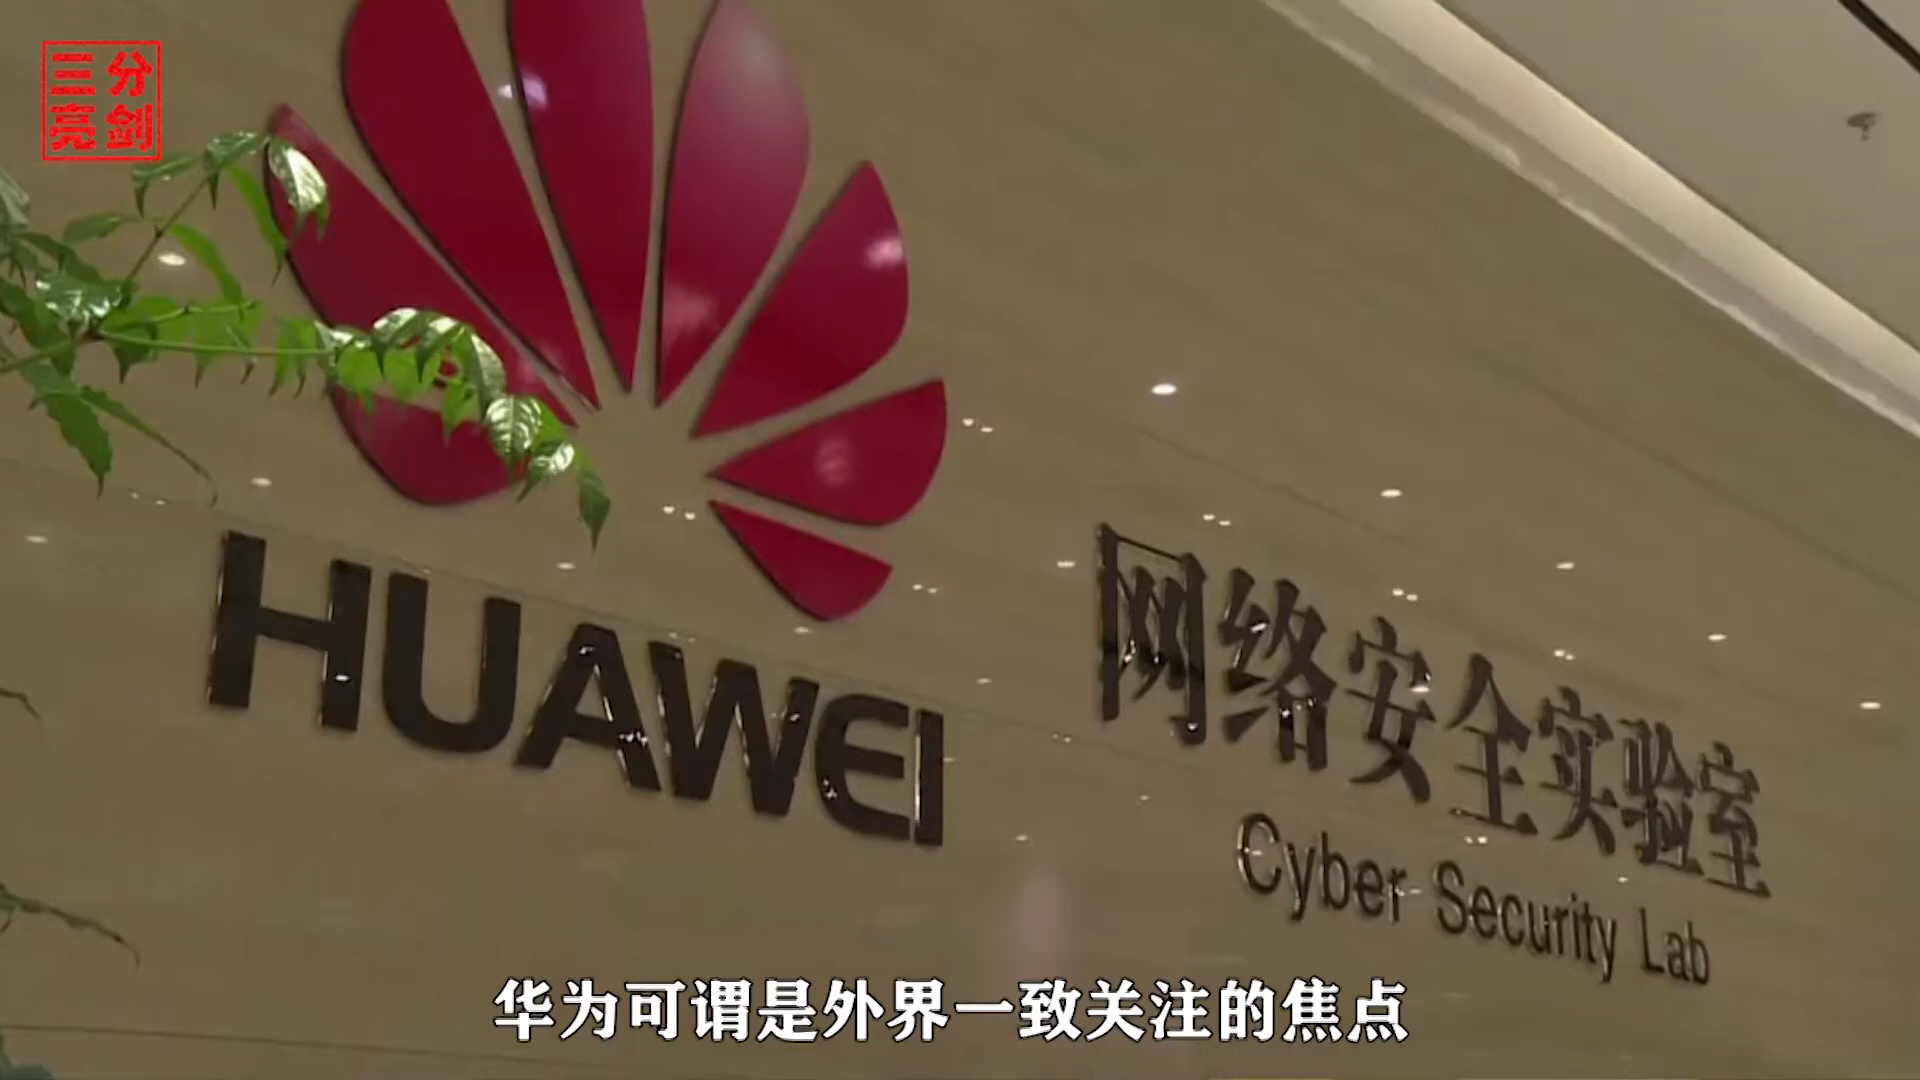 三分
亮剑
HUAWEI
网络安全实验室
Cyber Security Lab
华为可谓是外界一致关注的焦点